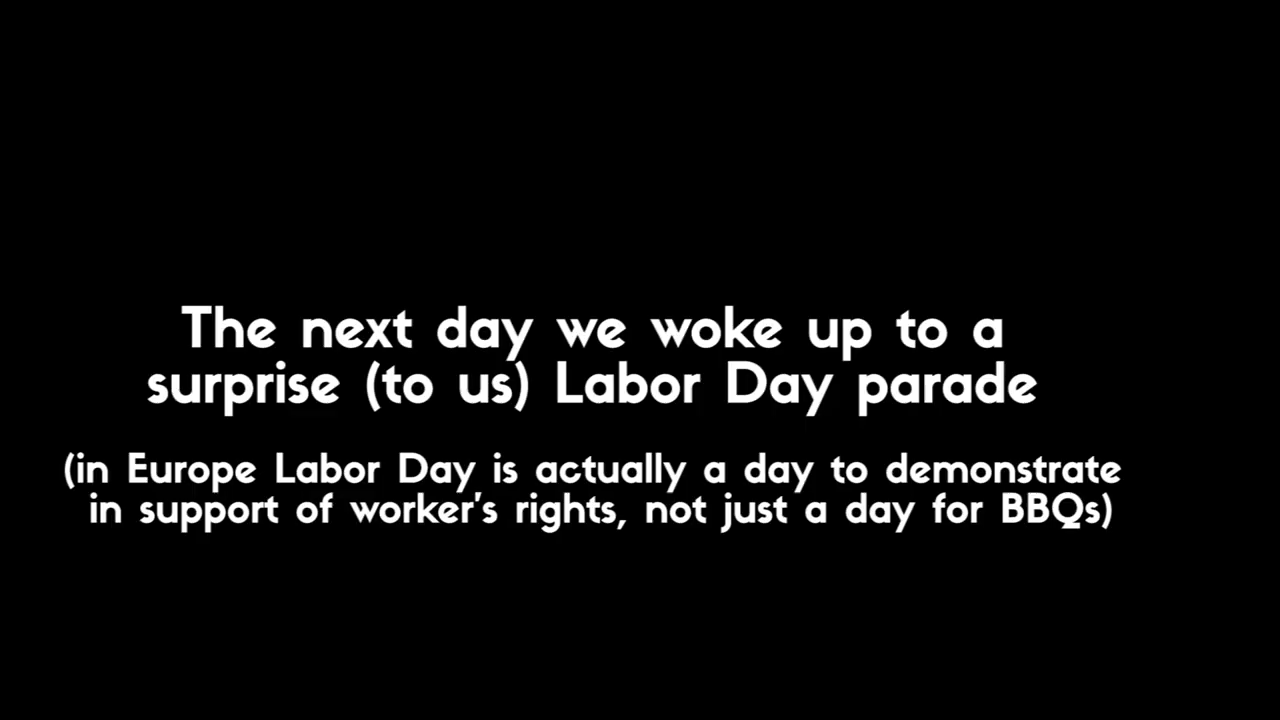 The next day we woke up to a
surprise (to us) Labor Day parade
(in Europe Labor Day is actually a day to demonstrate
in support of worker's rights, not just a day for BBQs)